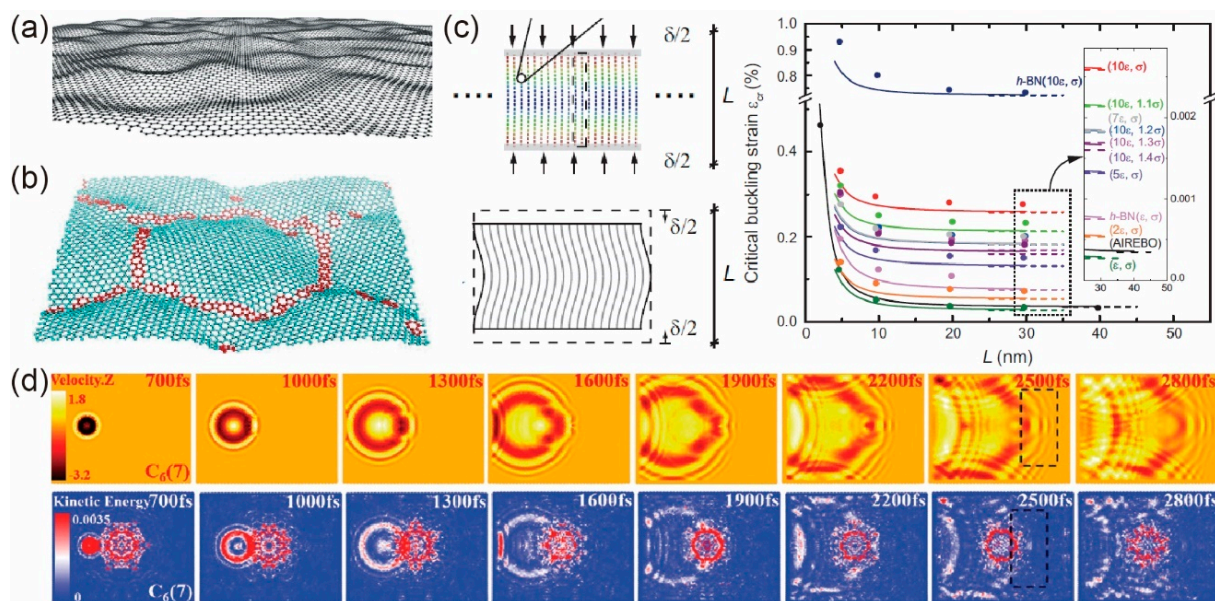 (a)
(b)
(c)
δ/2
L
δ/2
δ/2
L
δ/2
Critical buckling strain ε_cr (%)
1.0
0.9
0.8
0.4
0.2
0.0
0
10
20
30
40
50
L (nm)
h-BN(10ε, σ)
(10ε, σ)
(10ε, 1.1σ)
(7ε, σ)
(10ε, 1.2σ)
(10ε, 1.3σ)
(10ε, 1.4σ)
(5ε, σ)
h-BN(ε, σ)
(2ε, σ)
(AIREBO)
(ε, σ)
0.002
0.001
0.000
30
40
50
(d)
Velocity.Z 700fs
1.8
-3.2
C₆(7)
1000fs
1300fs
1600fs
1900fs
2200fs
2500fs
2800fs
Kinetic Energy 700fs
0.0035
0
C₆(7)
1000fs
1300fs
1600fs
1900fs
2200fs
2500fs
2800fs